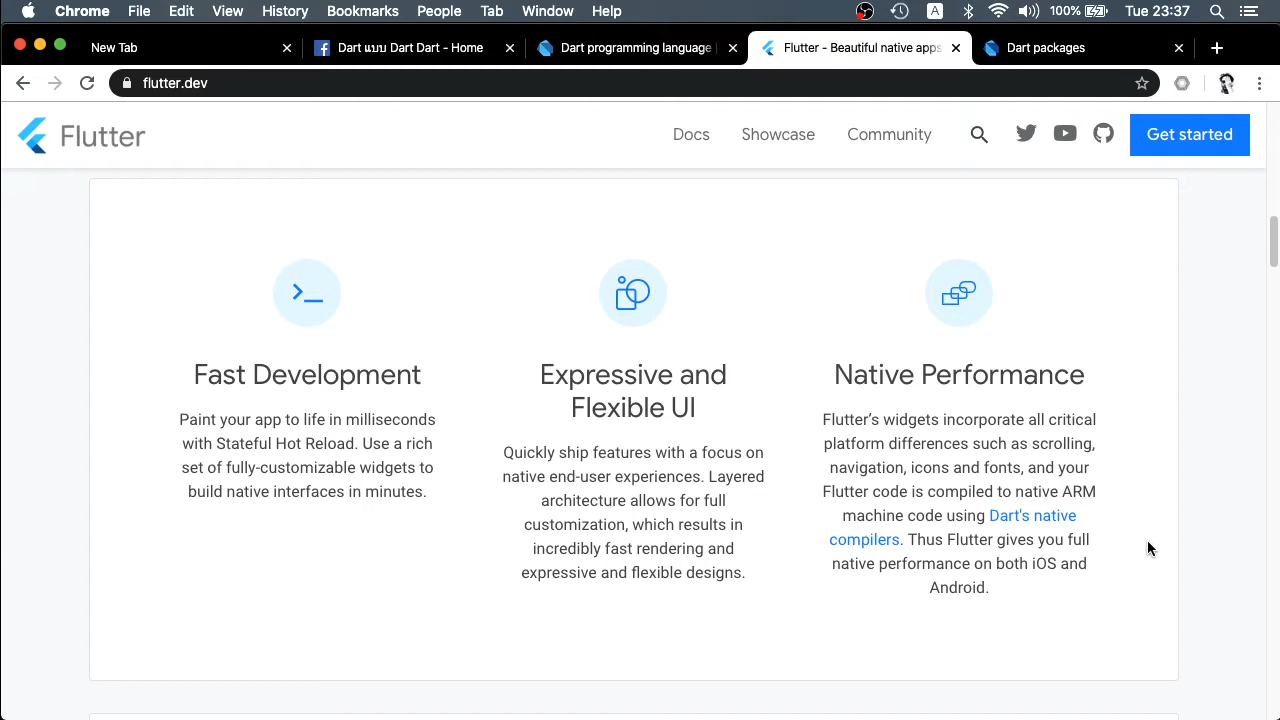 Chrome File Edit View History Bookmarks People Tab Window Help A 100% Tue 23:37
New Tab Dart แบบ Dart Dart - Home Dart programming language Flutter - Beautiful native apps Dart packages
flutter.dev
Flutter Docs Showcase Community Get started
Fast Development
Paint your app to life in milliseconds
with Stateful Hot Reload. Use a rich
set of fully-customizable widgets to
build native interfaces in minutes.
Expressive and
Flexible UI
Quickly ship features with a focus on
native end-user experiences. Layered
architecture allows for full
customization, which results in
incredibly fast rendering and
expressive and flexible designs.
Native Performance
Flutter’s widgets incorporate all critical
platform differences such as scrolling,
navigation, icons and fonts, and your
Flutter code is compiled to native ARM
machine code using Dart's native
compilers. Thus Flutter gives you full
native performance on both iOS and
Android.